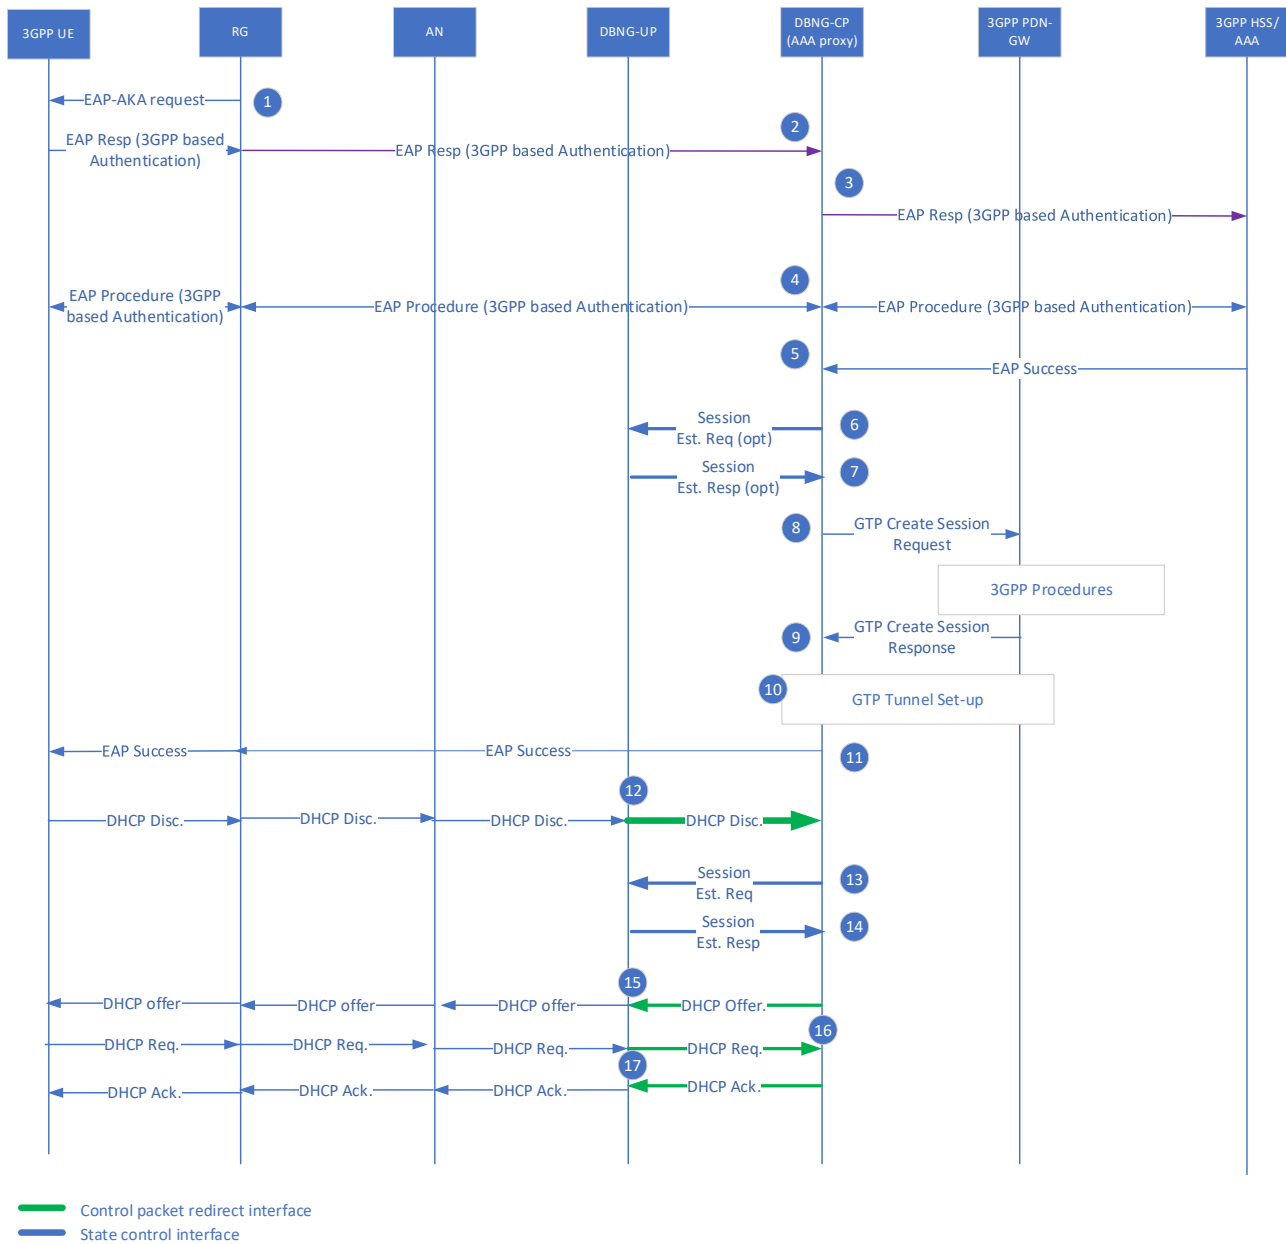 3GPP UE
RG
AN
DBNG-UP
DBNG-CP
(AAA proxy)
3GPP PDN-
GW
3GPP HSS/
AAA
EAP-AKA request
1
EAP Resp (3GPP based
Authentication)
EAP Resp (3GPP based Authentication)
2
3
EAP Resp (3GPP based Authentication)
4
EAP Procedure (3GPP
based Authentication)
EAP Procedure (3GPP based Authentication)
EAP Procedure (3GPP based Authentication)
5
EAP Success
Session
Est. Req (opt)
6
Session
Est. Resp (opt)
7
8
GTP Create Session
Request
3GPP Procedures
9
GTP Create Session
Response
10
GTP Tunnel Set-up
EAP Success
EAP Success
11
12
DHCP Disc.
DHCP Disc.
DHCP Disc.
DHCP Disc.
Session
Est. Req
13
Session
Est. Resp
14
15
DHCP offer
DHCP offer
DHCP offer
DHCP Offer.
16
DHCP Req.
DHCP Req.
DHCP Req.
DHCP Req.
17
DHCP Ack.
DHCP Ack.
DHCP Ack.
DHCP Ack.
Control packet redirect interface
State control interface